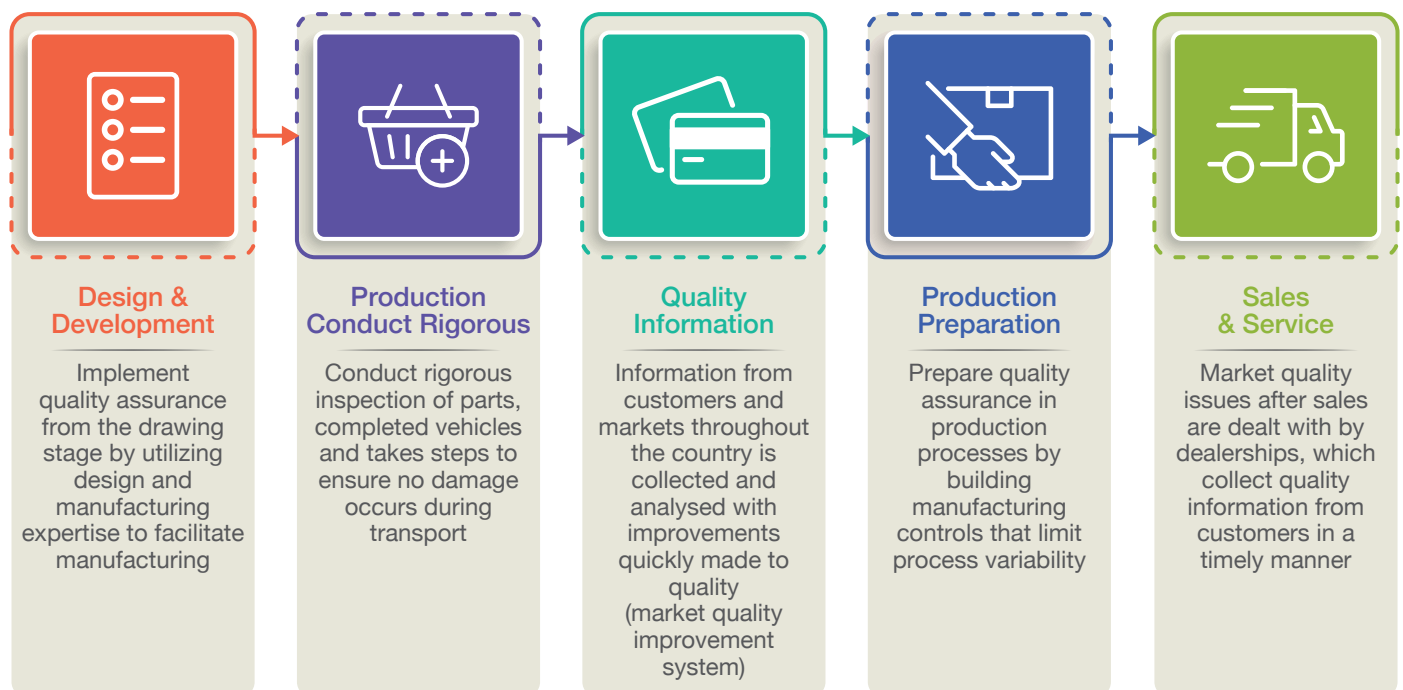 Design &
Development
Implement
quality assurance
from the drawing
stage by utilizing
design and
manufacturing
expertise to facilitate
manufacturing
Production
Conduct Rigorous
Conduct rigorous
inspection of parts,
completed vehicles
and takes steps to
ensure no damage
occurs during
transport
Quality
Information
Information from
customers and
markets throughout
the country is
collected and
analysed with
improvements
quickly made to
quality
(market quality
improvement
system)
Production
Preparation
Prepare quality
assurance in
production
processes by
building
manufacturing
controls that limit
process variability
Sales
& Service
Market quality
issues after sales
are dealt with by
dealerships, which
collect quality
information from
customers in a
timely manner